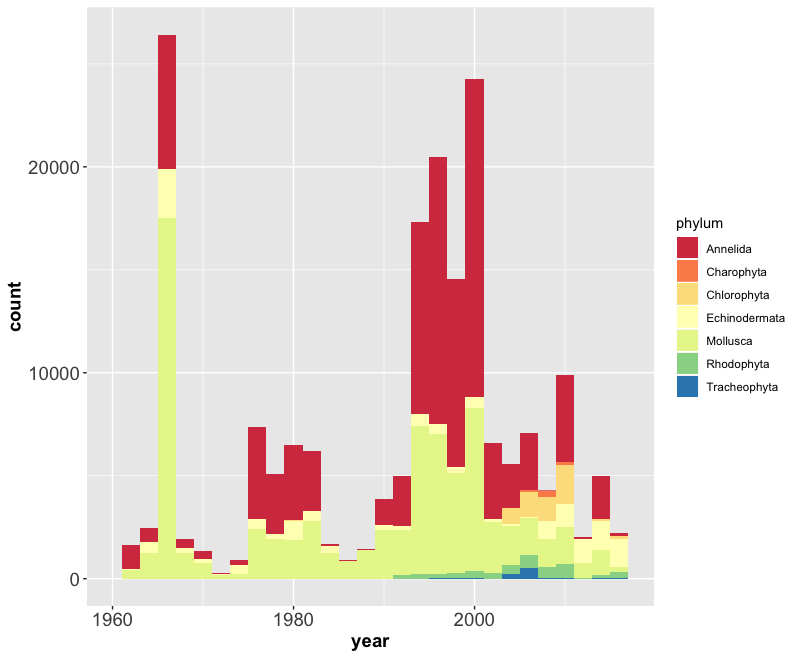 20000
10000
0
count
1960 1980 2000
year
phylum
Annelida
Charophyta
Chlorophyta
Echinodermata
Mollusca
Rhodophyta
Tracheophyta